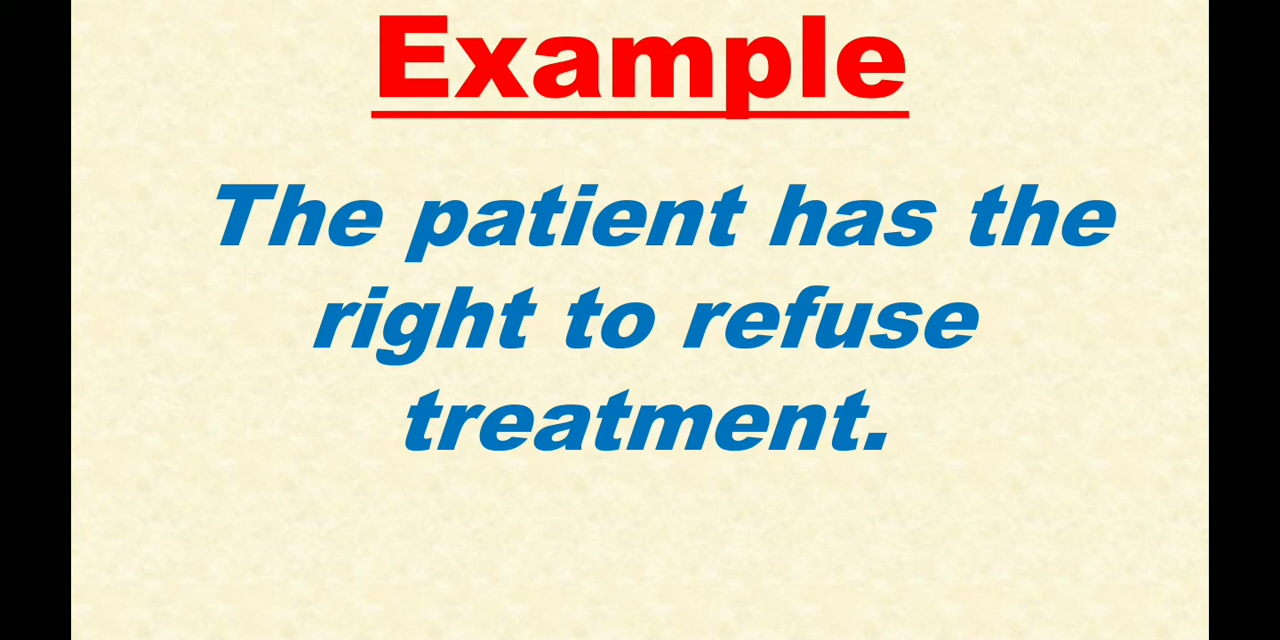 Example
The patient has the
right to refuse
treatment.